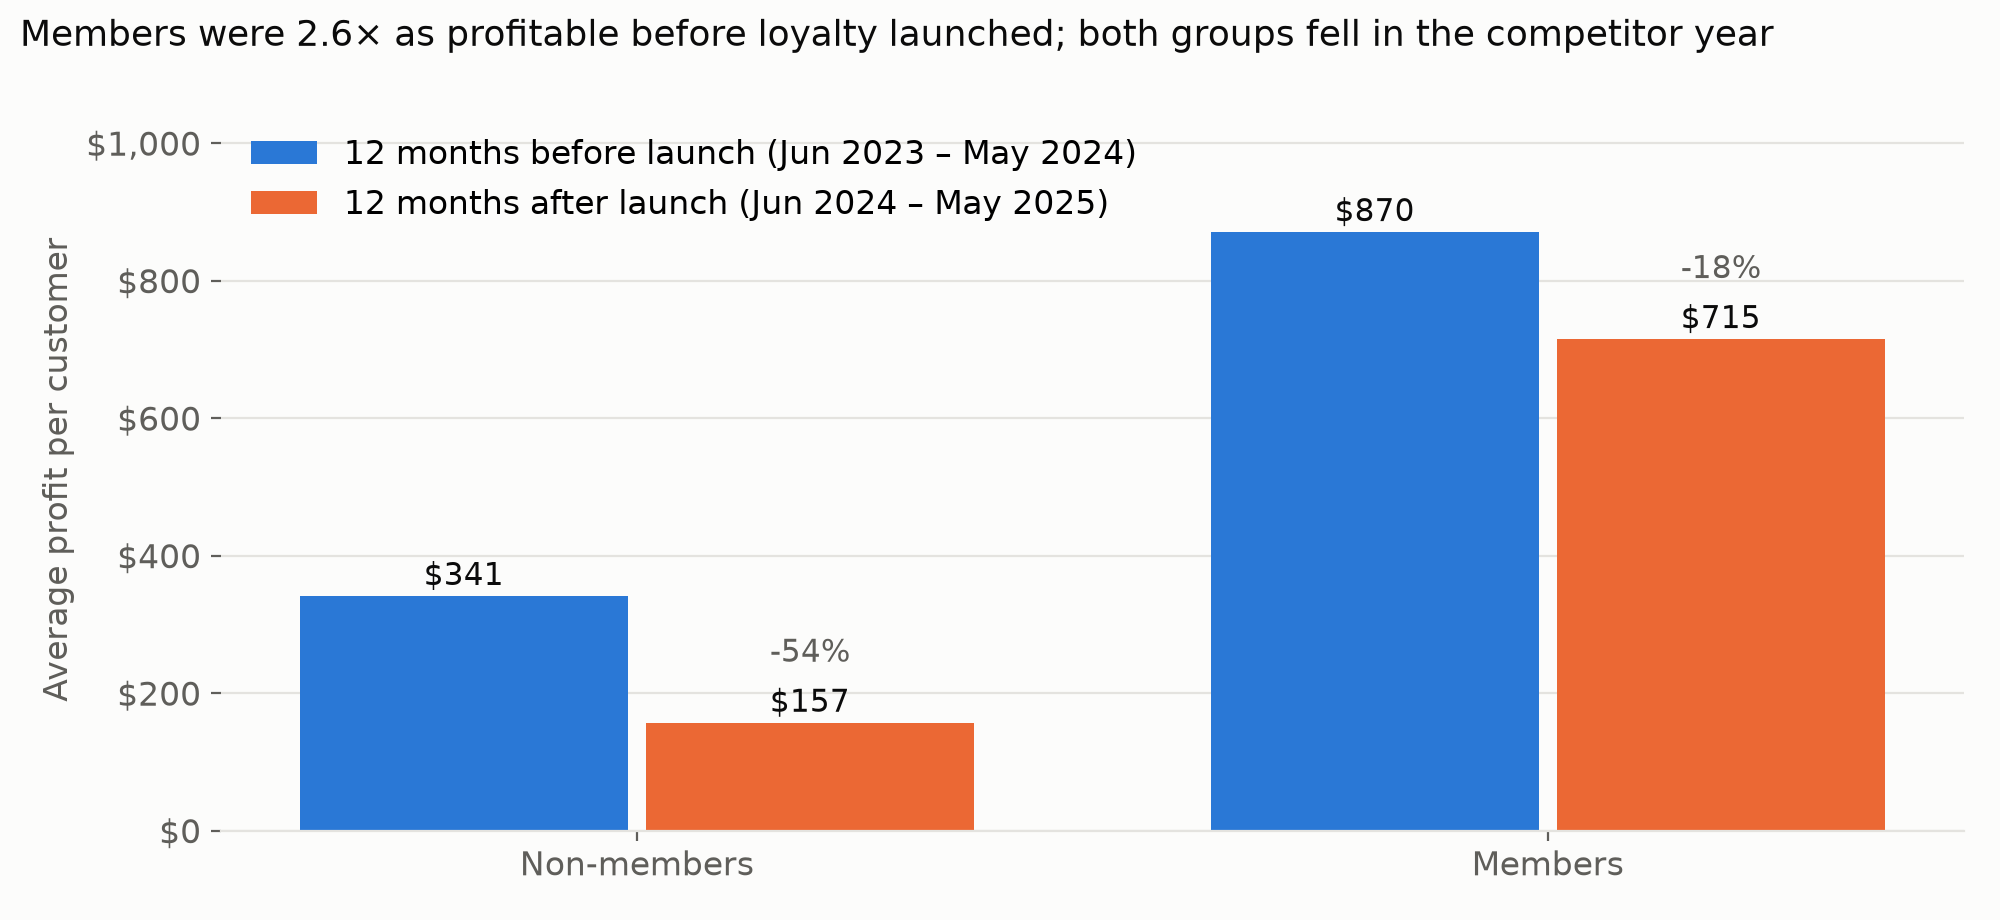 Members were 2.6× as profitable before loyalty launched; both groups fell in the competitor year
12 months before launch (Jun 2023 – May 2024)
12 months after launch (Jun 2024 – May 2025)
Average profit per customer
$1,000
$800
$600
$400
$200
$0
$341
-54%
$157
$870
-18%
$715
Non-members
Members